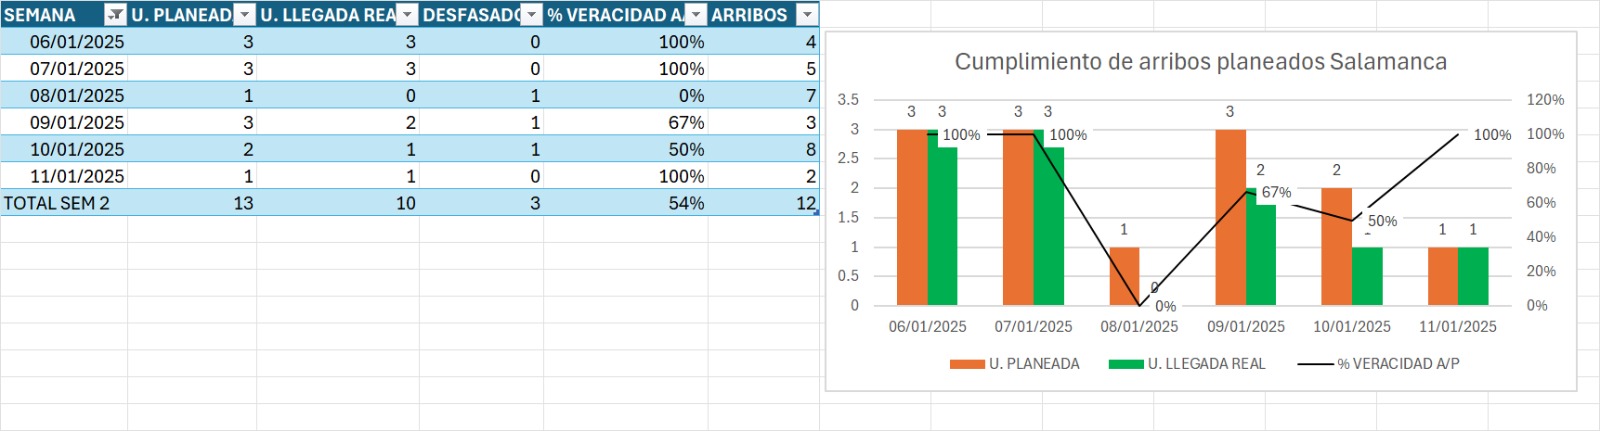 SEMANA U. PLANEAD U. LLEGADA REA DESFASADO % VERACIDAD A/ ARRIBOS
06/01/2025 3 3 0 100% 4
07/01/2025 3 3 0 100% 5
08/01/2025 1 0 1 0% 7
09/01/2025 3 2 1 67% 3
10/01/2025 2 1 1 50% 8
11/01/2025 1 1 0 100% 2
TOTAL SEM 2 13 10 3 54% 12
Cumplimiento de arribos planeados Salamanca
3.5 120%
3 3 3 3 3
3 100% 100% 100% 100%
2.5 80%
2 2
2 67% 60%
50%
1.5 1 1 1 1 40%
1 20%
0.5 0
0 0% 0%
06/01/2025 07/01/2025 08/01/2025 09/01/2025 10/01/2025 11/01/2025
U. PLANEADA U. LLEGADA REAL % VERACIDAD A/P